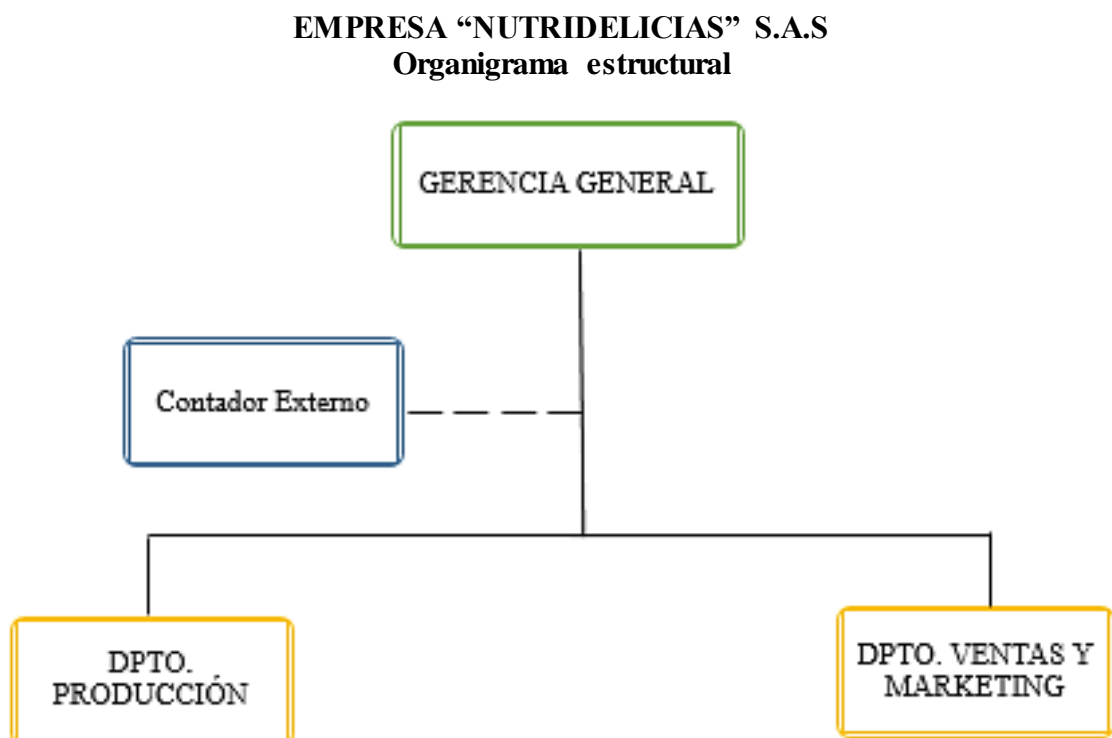 EMPRESA “NUTRIDELICIAS” S.A.S
Organigrama estructural
GERENCIA GENERAL
Contador Externo
DPTO.
PRODUCCIÓN
DPTO. VENTAS Y
MARKETING